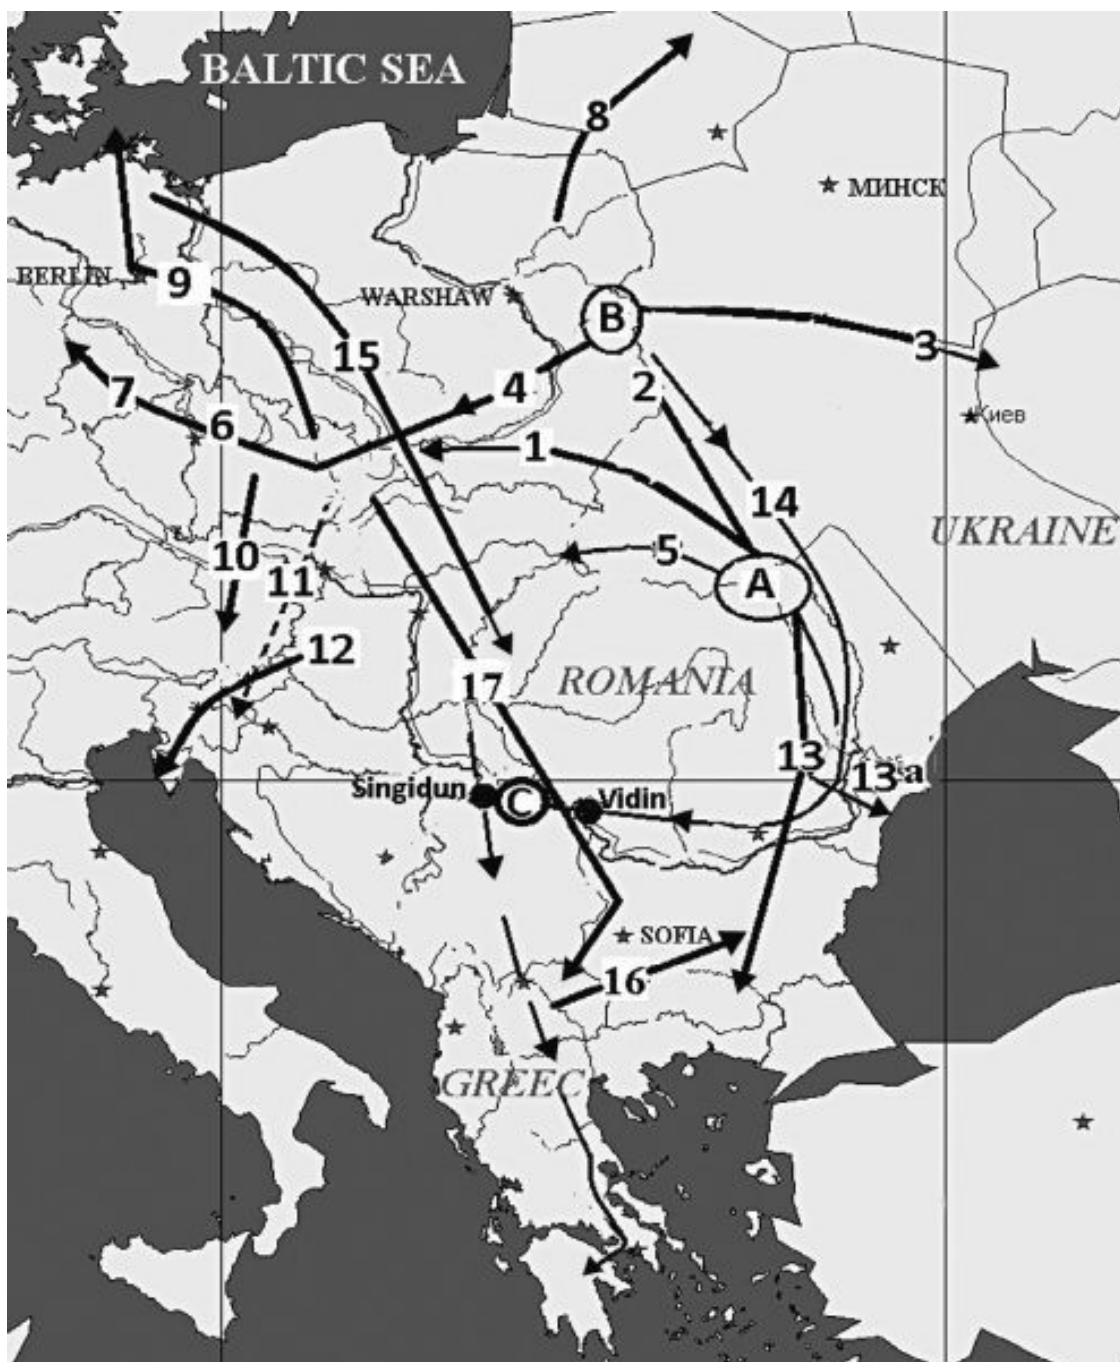 BALTIC SEA
8
МИНСК
BERLIN
9
WARSHAW
B
15
3
7
4
2
6
Киев
1
14
UKRAINE
10
5
11
A
12
ROMANIA
17
13
13a
Singidun
C
Vidin
SOFIA
16
GREEC